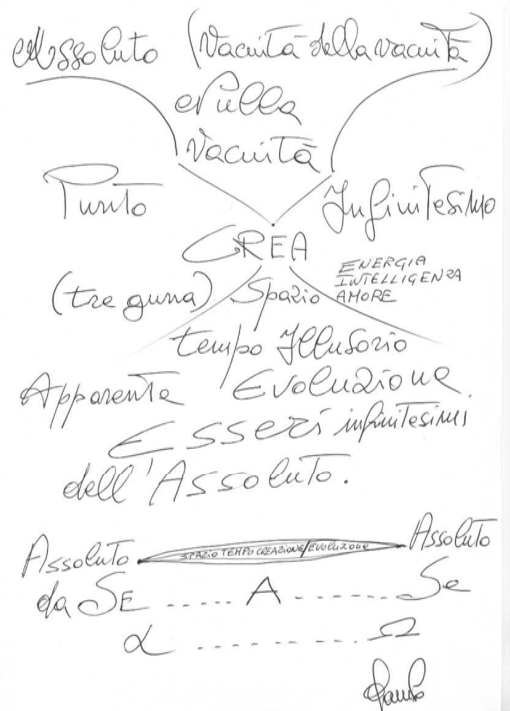 Assoluto (Vacuità della vacuità)
Nulla
Vacuità
Punto Infinitesimo
CREA
ENERGIA
INTELLIGENZA
AMORE
(tre guna) Spazio
tempo Illusorio
Apparente Evoluzione
Esseri infinitesimi
dell'Assoluto.
Assoluto SPAZIO TEMPO CREAZIONE/EVOLUZIONE Assoluto
da SE ..... A ....... Se
α - - - - - - - - Ω